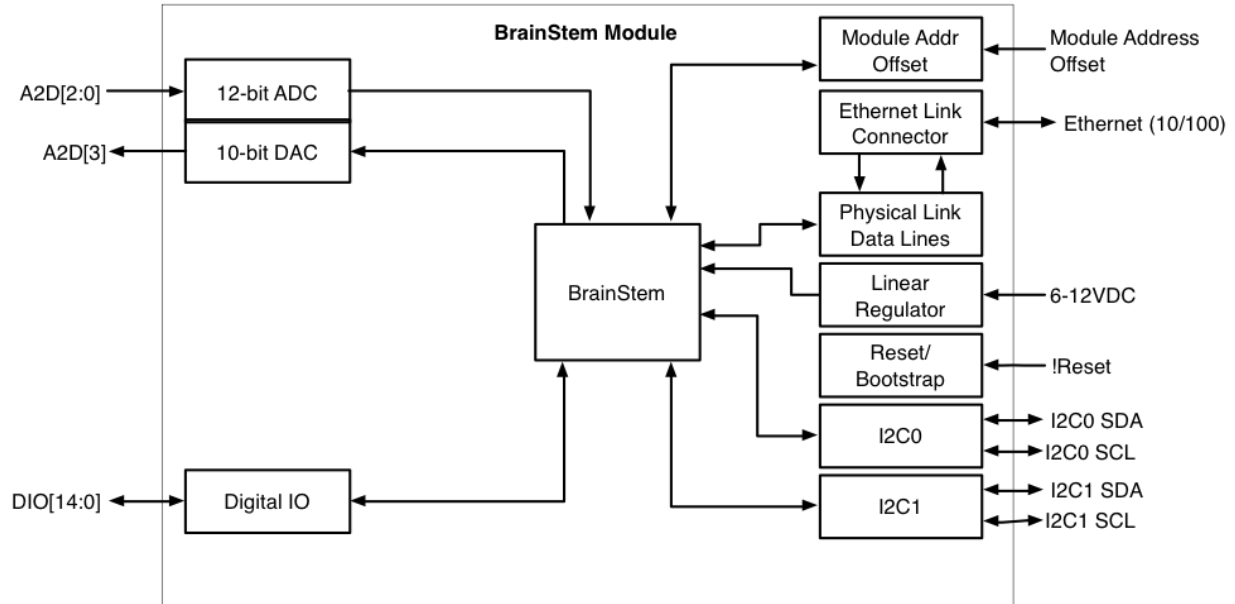 BrainStem Module
A2D[2:0]
12-bit ADC
A2D[3]
10-bit DAC
BrainStem
DIO[14:0]
Digital IO
Module Addr
Offset
Module Address
Offset
Ethernet Link
Connector
Ethernet (10/100)
Physical Link
Data Lines
Linear
Regulator
6-12VDC
Reset/
Bootstrap
!Reset
I2C0
I2C0 SDA
I2C0 SCL
I2C1
I2C1 SDA
I2C1 SCL